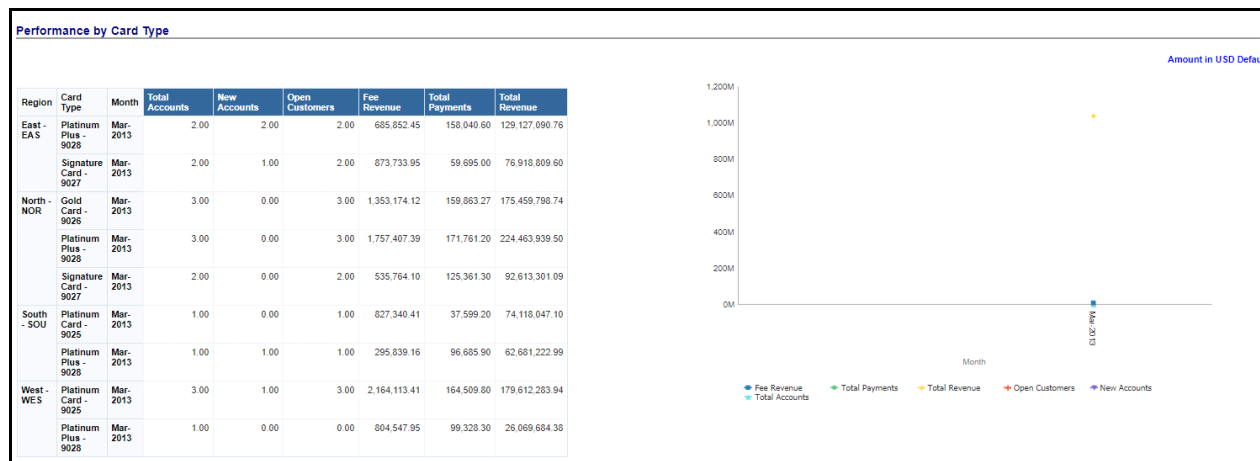 Performance by Card Type
Amount in USD Defau
Region Card Type Month Total Accounts New Accounts Open Customers Fee Revenue Total Payments Total Revenue
East - EAS Platinum Plus - 9028 Mar-2013 2.00 2.00 2.00 685,852.45 158,040.60 129,127,090.76
Signature Card - 9027 Mar-2013 2.00 1.00 2.00 873,733.95 59,695.00 76,918,809.60
North - NOR Gold Card - 9026 Mar-2013 3.00 0.00 3.00 1,353,174.12 159,863.27 175,459,798.74
Platinum Plus - 9028 Mar-2013 3.00 0.00 3.00 1,757,407.39 171,761.20 224,463,939.50
Signature Card - 9027 Mar-2013 2.00 0.00 2.00 535,764.10 125,361.30 92,613,301.09
South - SOU Platinum Card - 9025 Mar-2013 1.00 0.00 1.00 827,340.41 37,599.20 74,118,047.10
Platinum Plus - 9028 Mar-2013 1.00 1.00 1.00 295,839.16 96,685.90 62,681,222.99
West - WES Platinum Card - 9025 Mar-2013 3.00 1.00 3.00 2,164,113.41 164,509.80 179,612,283.94
Platinum Plus - 9028 Mar-2013 1.00 0.00 0.00 804,547.95 99,328.30 26,069,684.38
1,200M
1,000M
800M
600M
400M
200M
0M
Mar-2013
Month
Fee Revenue Total Payments Total Revenue Open Customers New Accounts
Total Accounts